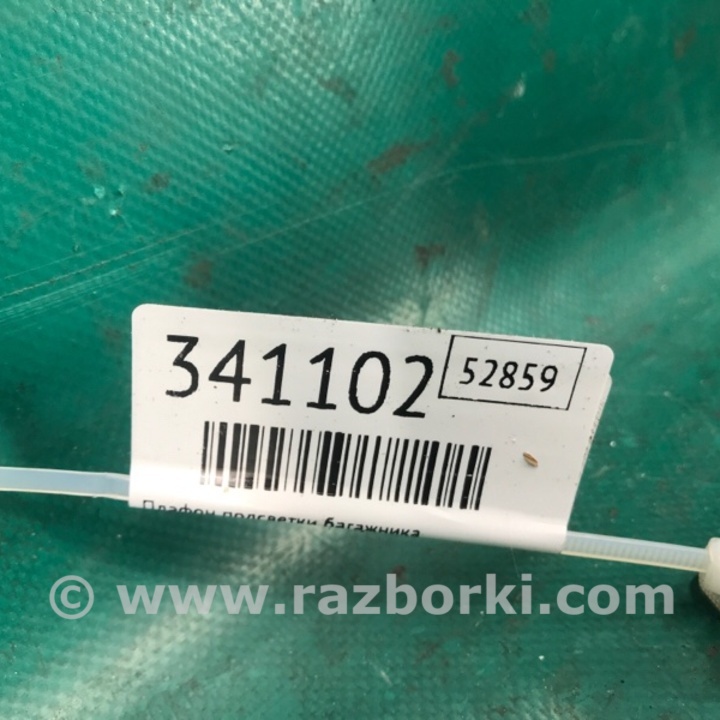 341102 52859
Плафон подсветки багажника
© www.razborki.com